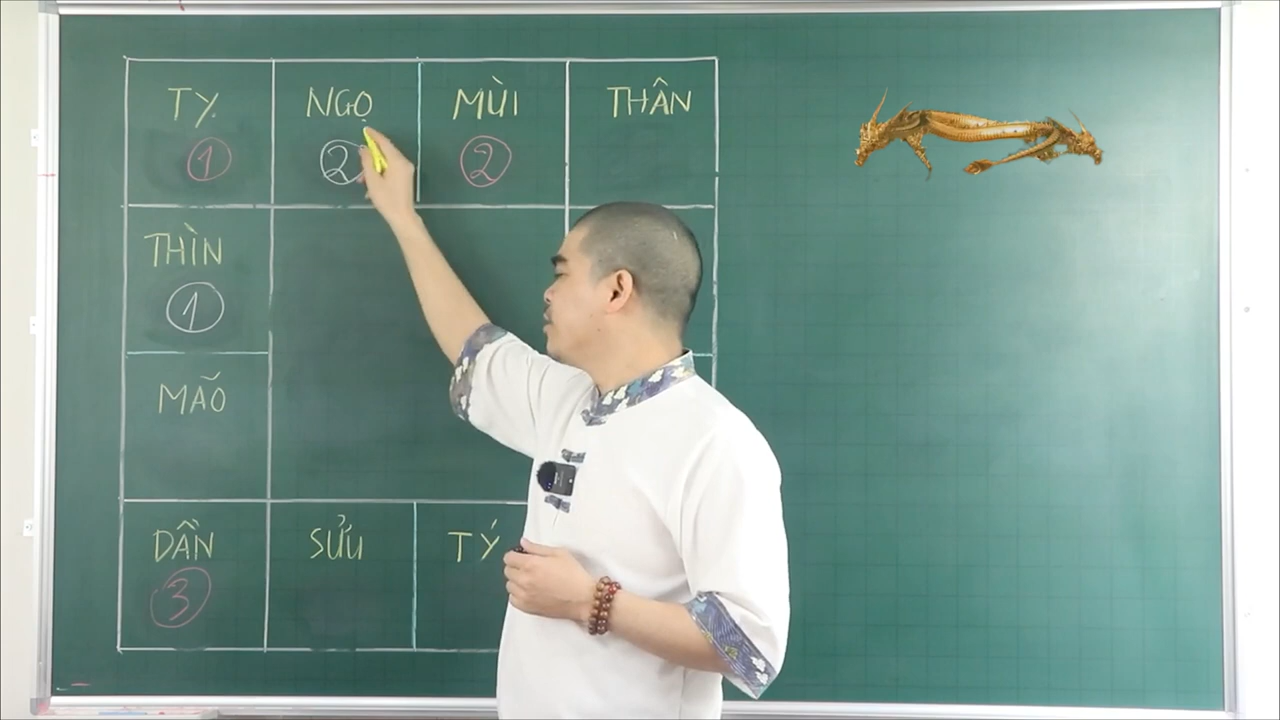 TỴ NGỌ MÙI THÂN
1 2 2
THÌN
1
MÃO
DẦN SỬU TÝ
3